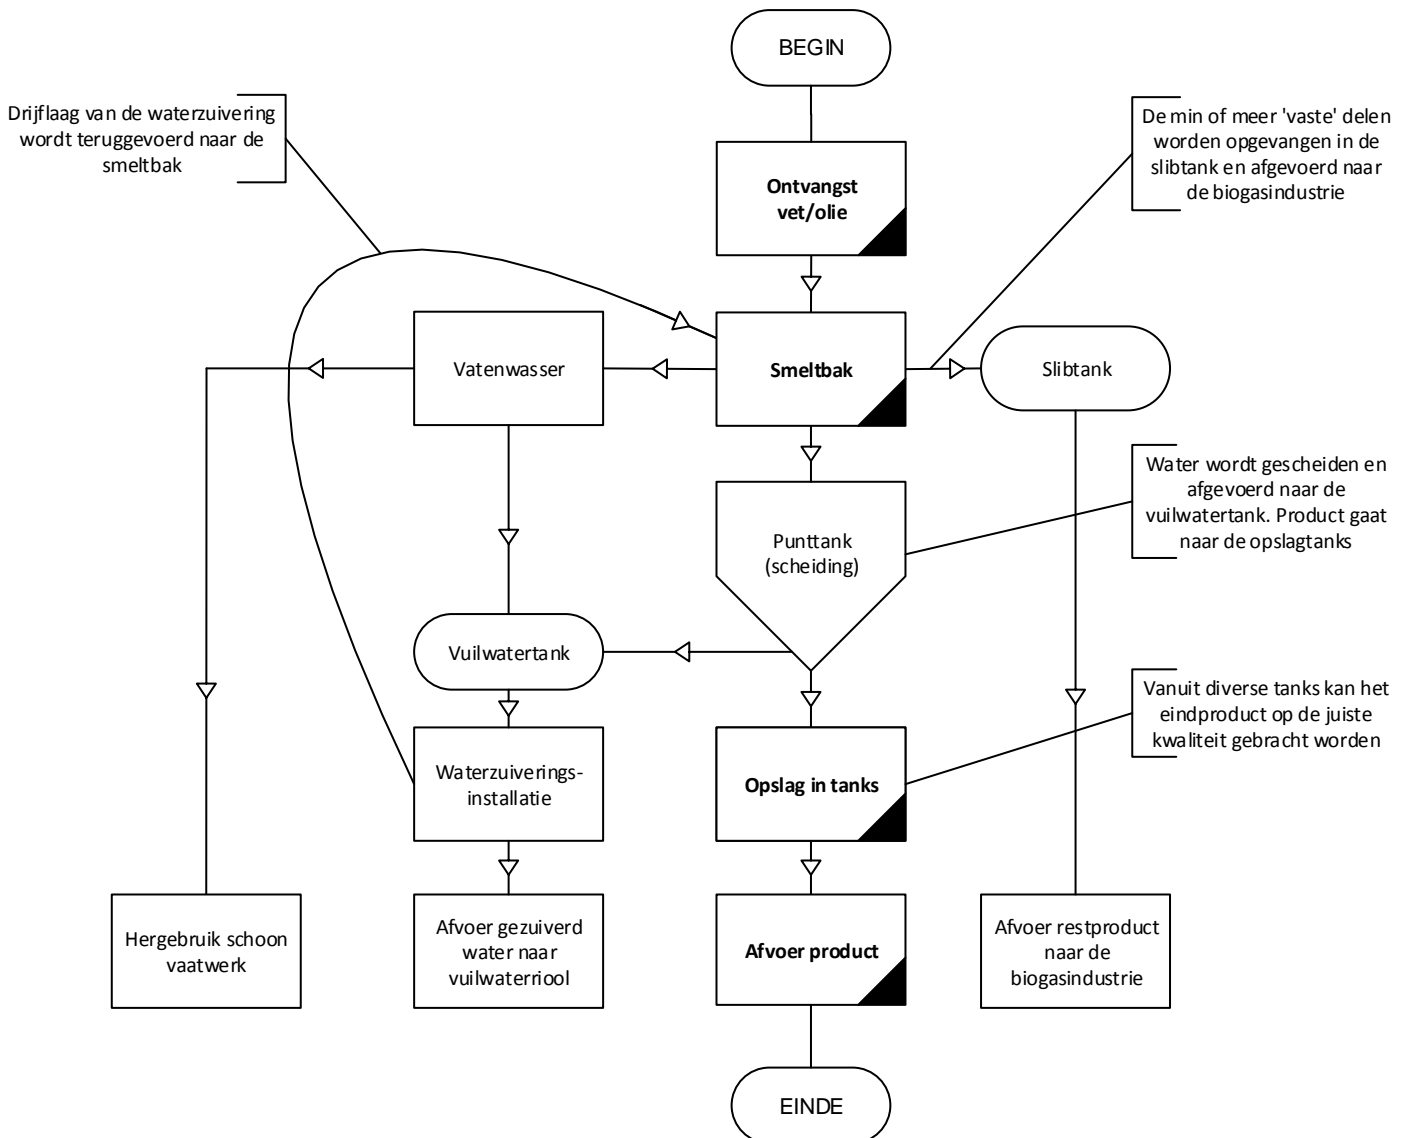 BEGIN
Drijflaag van de waterzuivering
wordt teruggevoerd naar de
smeltbak
De min of meer 'vaste' delen
worden opgevangen in de
slibtank en afgevoerd naar
de biogasindustrie
Ontvangst
vet/olie
Vatenwasser
Smeltbak
Slibtank
Water wordt gescheiden en
afgevoerd naar de
vuilwatertank. Product gaat
naar de opslagtanks
Punttank
(scheiding)
Vuilwatertank
Vanuit diverse tanks kan het
eindproduct op de juiste
kwaliteit gebracht worden
Waterzuiverings-
installatie
Opslag in tanks
Hergebruik schoon
vaatwerk
Afvoer gezuiverd
water naar
vuilwaterriool
Afvoer product
Afvoer restproduct
naar de
biogasindustrie
EINDE